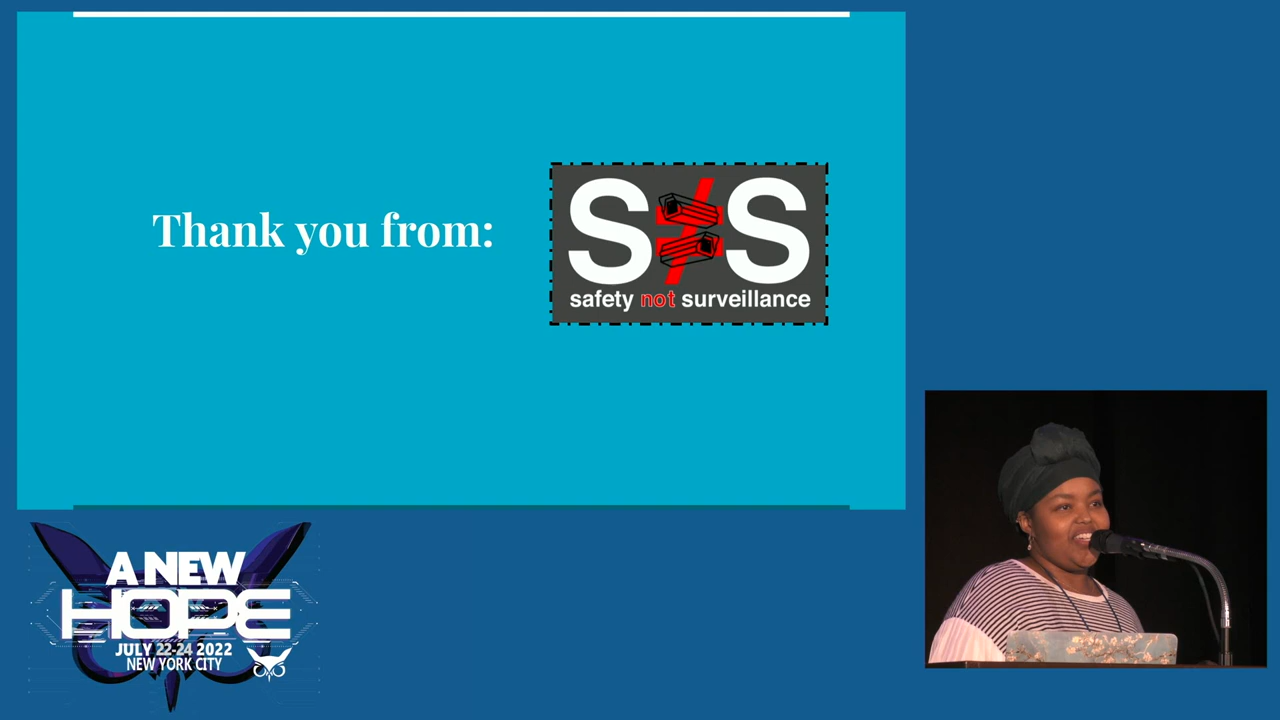 Thank you from:
S≠S
safety not surveillance
A NEW
HOPE
JULY 22-24 2022
NEW YORK CITY